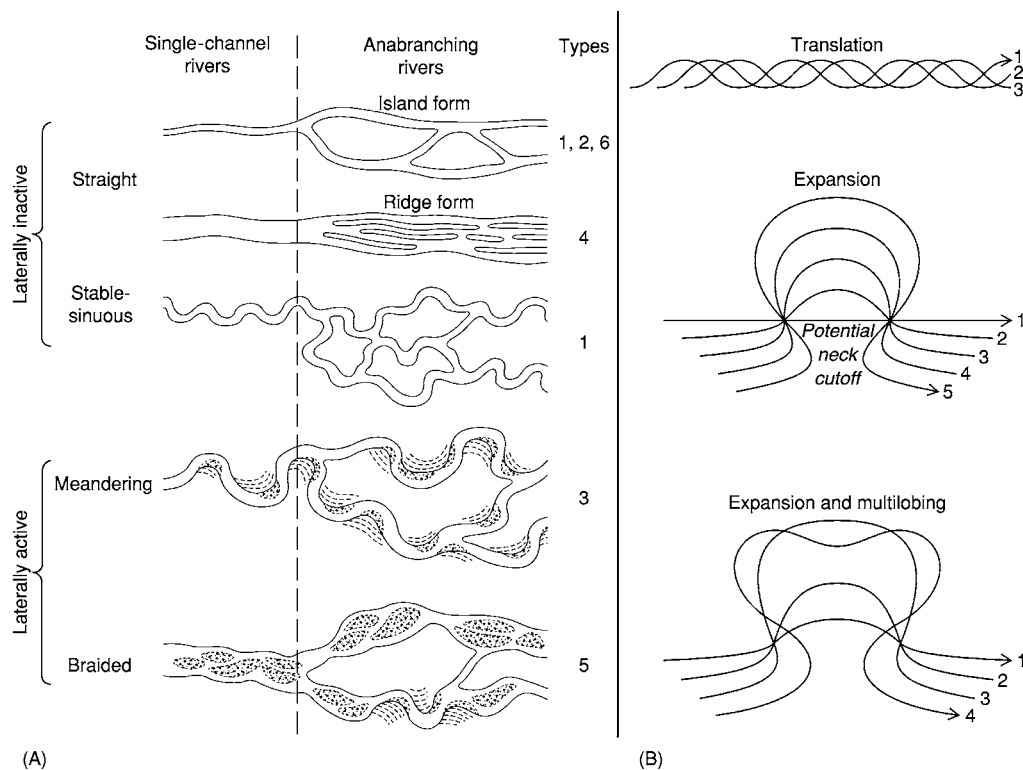 Single-channel
rivers
Anabranching
rivers
Types
Island form
1, 2, 6
Laterally inactive
Straight
Ridge form
4
Stable-
sinuous
1
Laterally active
Meandering
3
Braided
5
(A)
Translation
1
2
3
Expansion
Potential
neck
cutoff
1
2
3
4
5
Expansion and multilobing
1
2
3
4
(B)